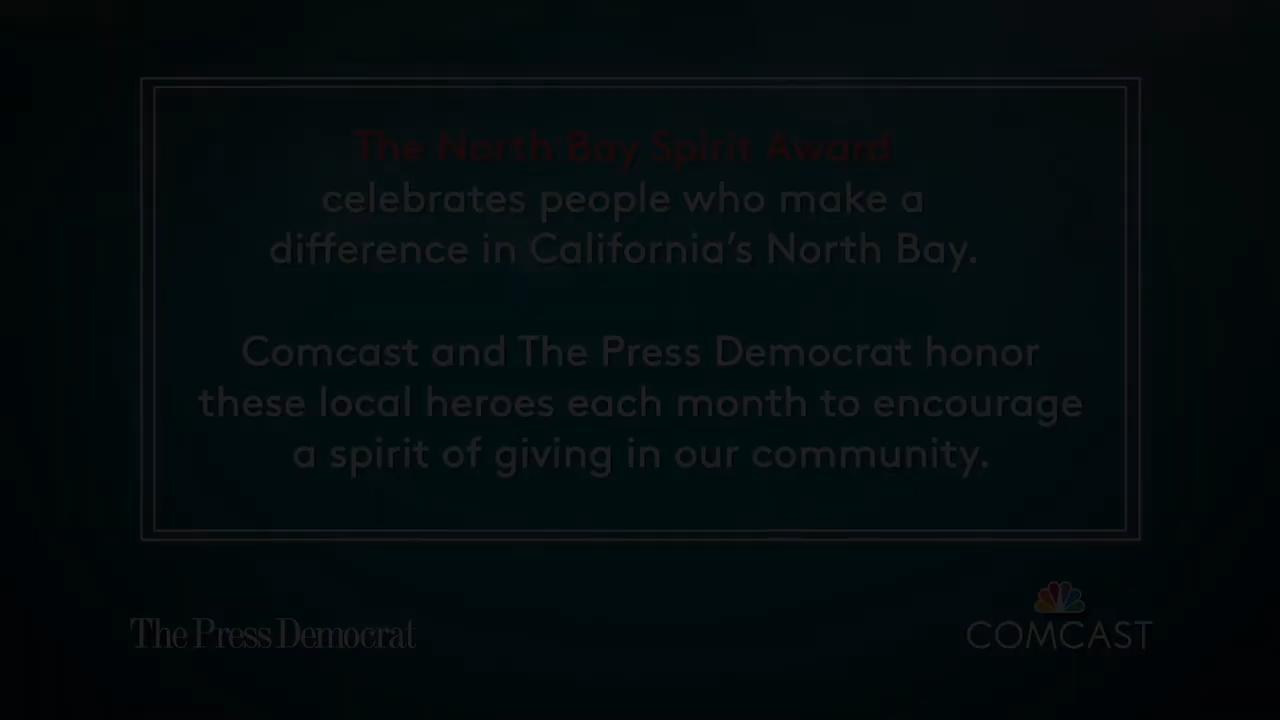 The North Bay Spirit Award
celebrates people who make a
difference in California’s North Bay.
Comcast and The Press Democrat honor
these local heroes each month to encourage
a spirit of giving in our community.
The Press Democrat
COMCAST